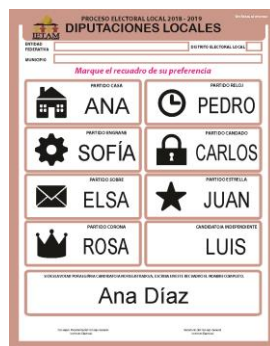 PROCESO ELECTORAL LOCAL 2018 - 2019
DIPUTACIONES LOCALES
IETAM
ENTIDAD FEDERATIVA
DISTRITO ELECTORAL LOCAL
MUNICIPIO
Marque el recuadro de su preferencia
PARTIDO CASA
ANA
PARTIDO RELOJ
PEDRO
PARTIDO ENGRANE
SOFÍA
PARTIDO CANDADO
CARLOS
PARTIDO SOBRE
ELSA
PARTIDO ESTRELLA
JUAN
PARTIDO CORONA
ROSA
CANDIDATO/A INDEPENDIENTE
LUIS
Ana Díaz